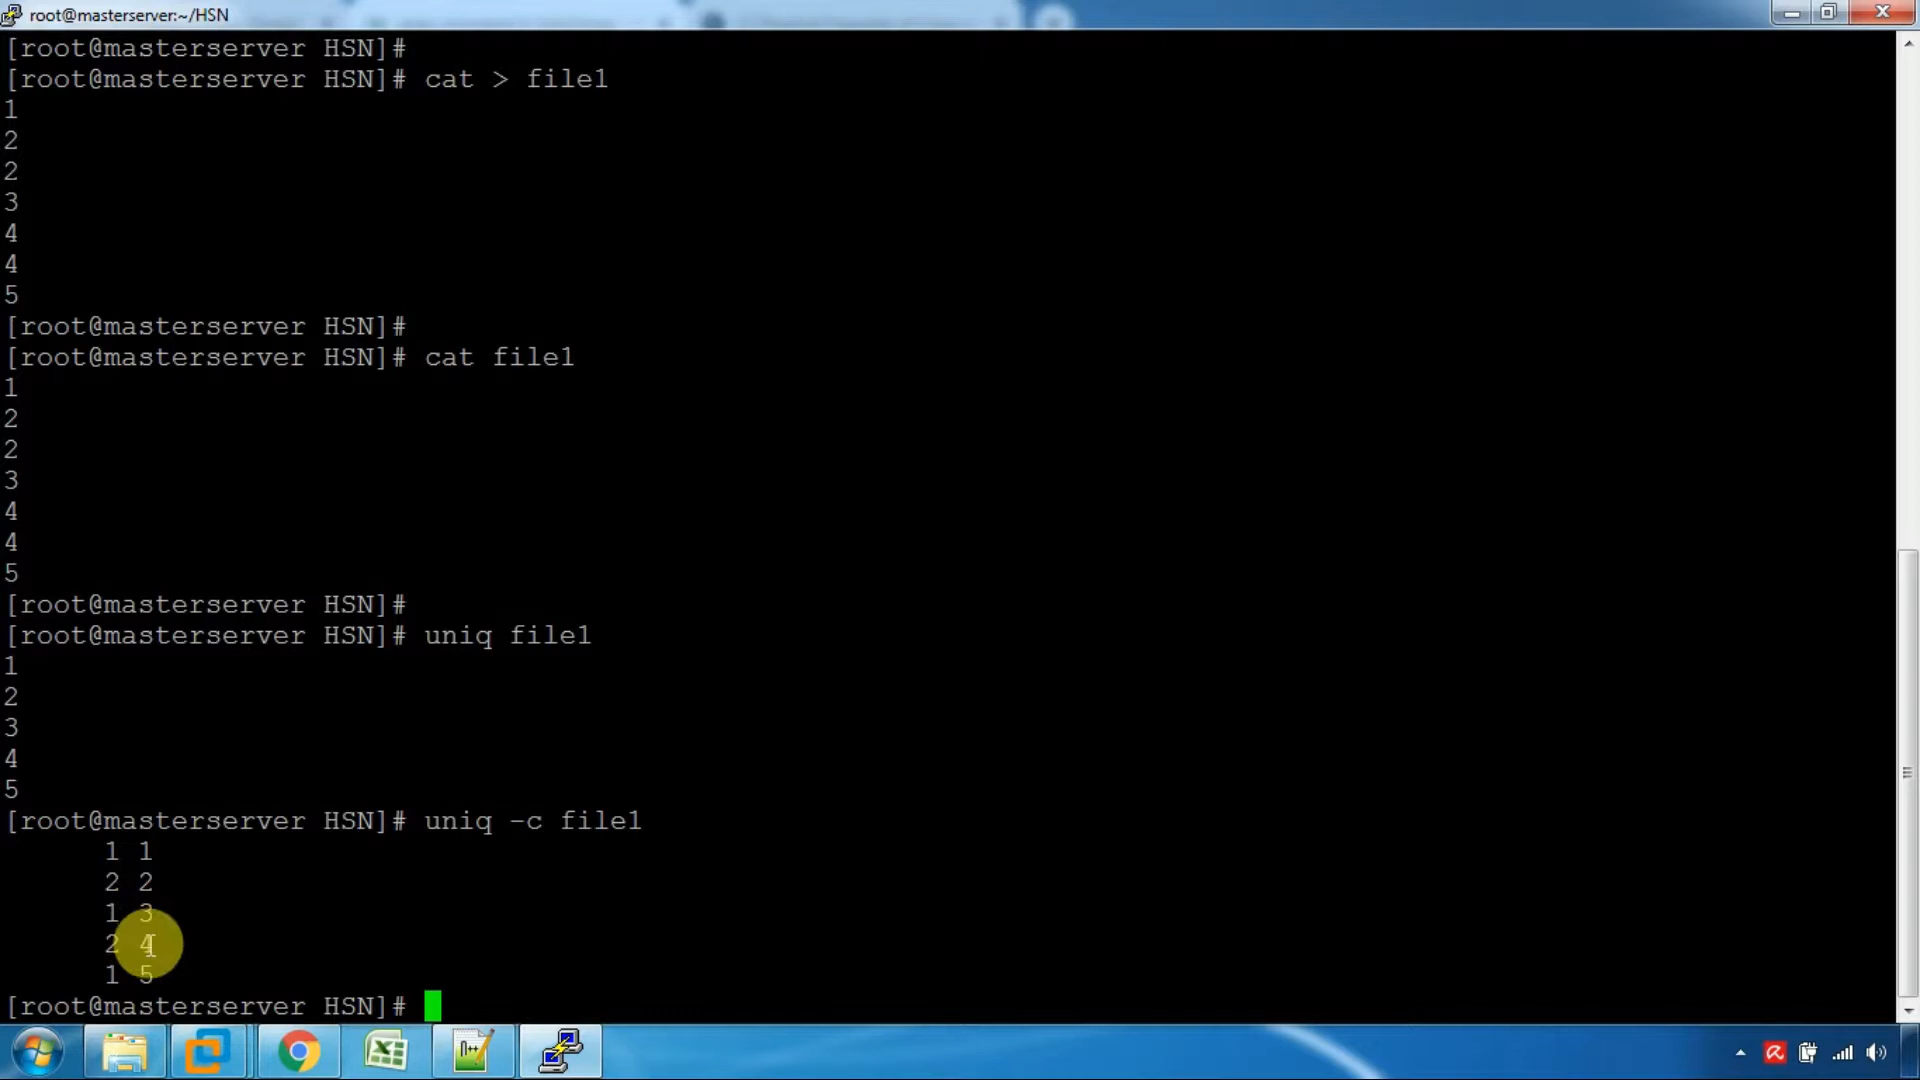 root@masterserver:~/HSN
[root@masterserver HSN]#
[root@masterserver HSN]# cat > file1
1
2
2
3
4
4
5
[root@masterserver HSN]#
[root@masterserver HSN]# cat file1
1
2
2
3
4
4
5
[root@masterserver HSN]#
[root@masterserver HSN]# uniq file1
1
2
3
4
5
[root@masterserver HSN]# uniq -c file1
1 1
2 2
1 3
2 4
1 5
[root@masterserver HSN]#